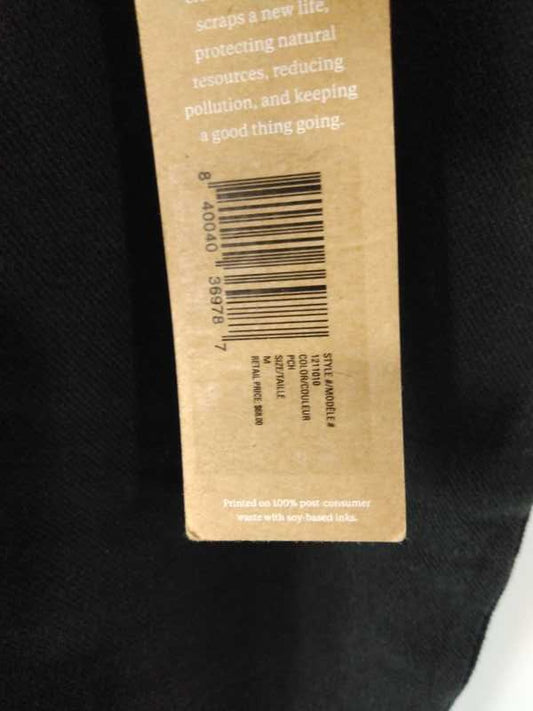 scraps a new life,
protecting natural
resources, reducing
pollution, and keeping
a good thing going.
8 40040 36978 7
STYLE #/MODÈLE #
1211010
COLOR/COULEUR
PCH
SIZE/TAILLE
M
RETAIL PRICE: $68.00
Printed on 100% post-consumer
waste with soy-based inks.